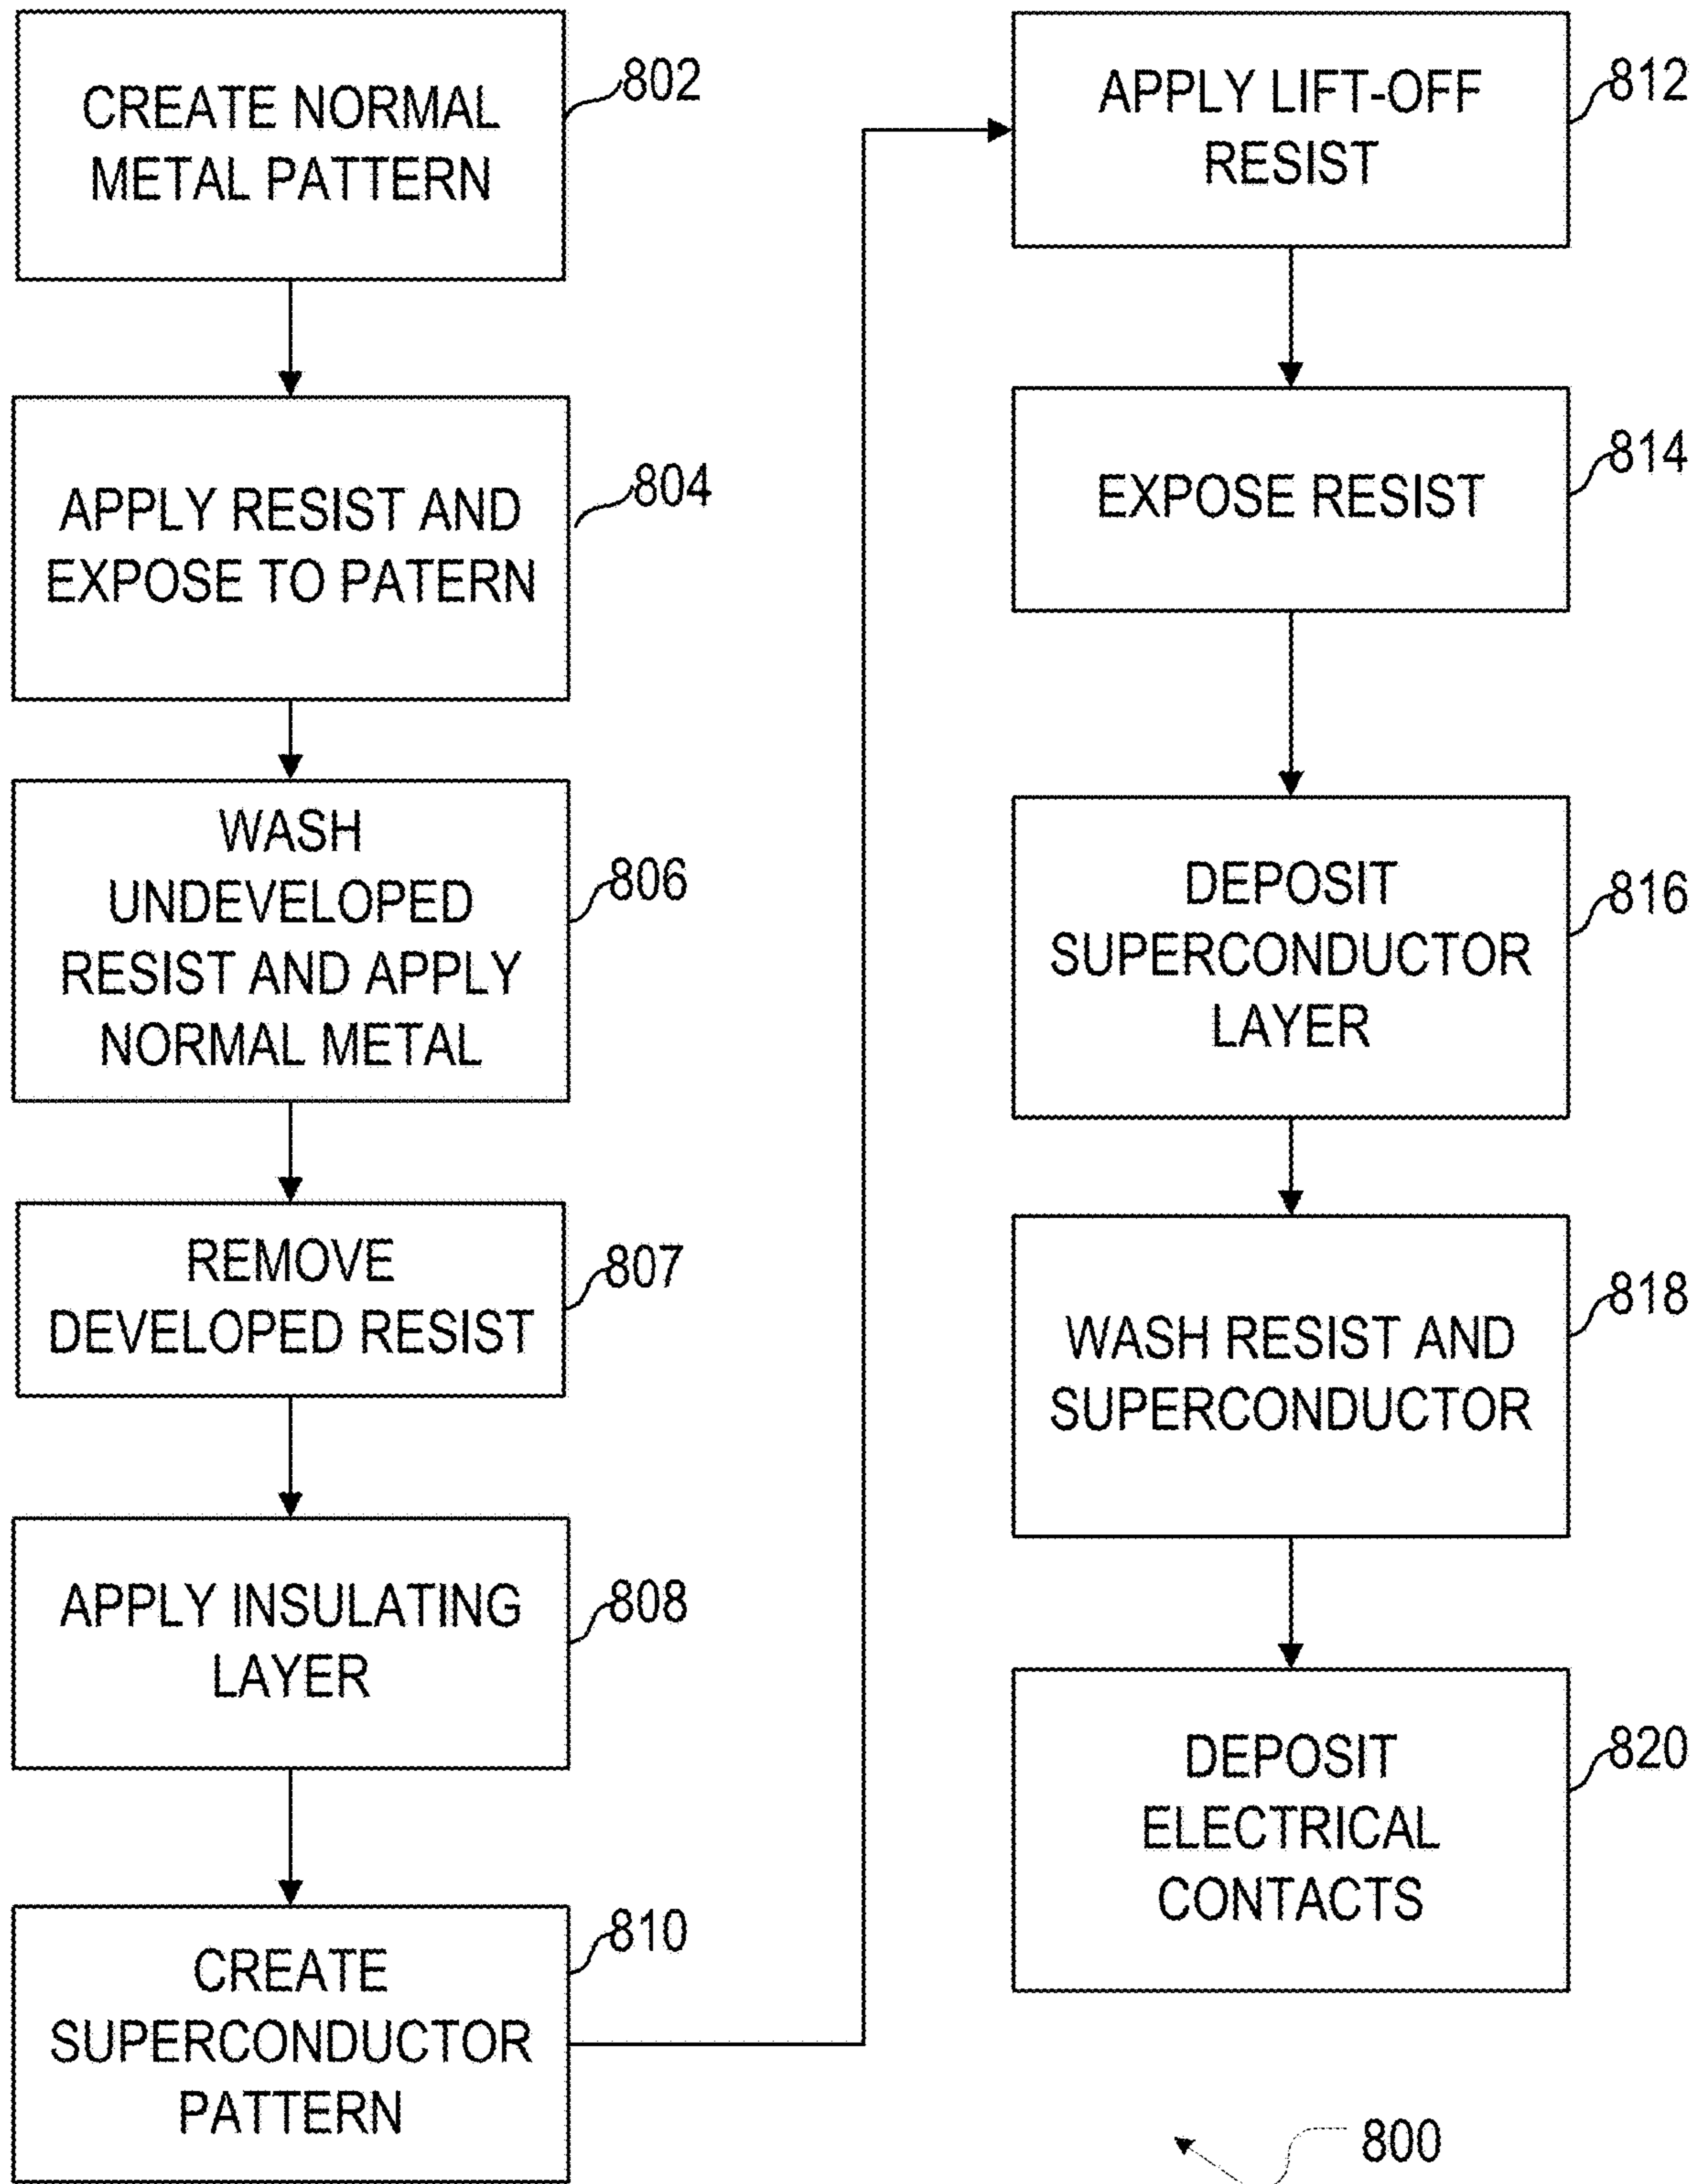 CREATE NORMAL
METAL PATTERN
802
APPLY RESIST AND
EXPOSE TO PATERN
804
WASH
UNDEVELOPED
RESIST AND APPLY
NORMAL METAL
806
REMOVE
DEVELOPED RESIST
807
APPLY INSULATING
LAYER
808
CREATE
SUPERCONDUCTOR
PATTERN
810
APPLY LIFT-OFF
RESIST
812
EXPOSE RESIST
814
DEPOSIT
SUPERCONDUCTOR
LAYER
816
WASH RESIST AND
SUPERCONDUCTOR
818
DEPOSIT
ELECTRICAL
CONTACTS
820
800